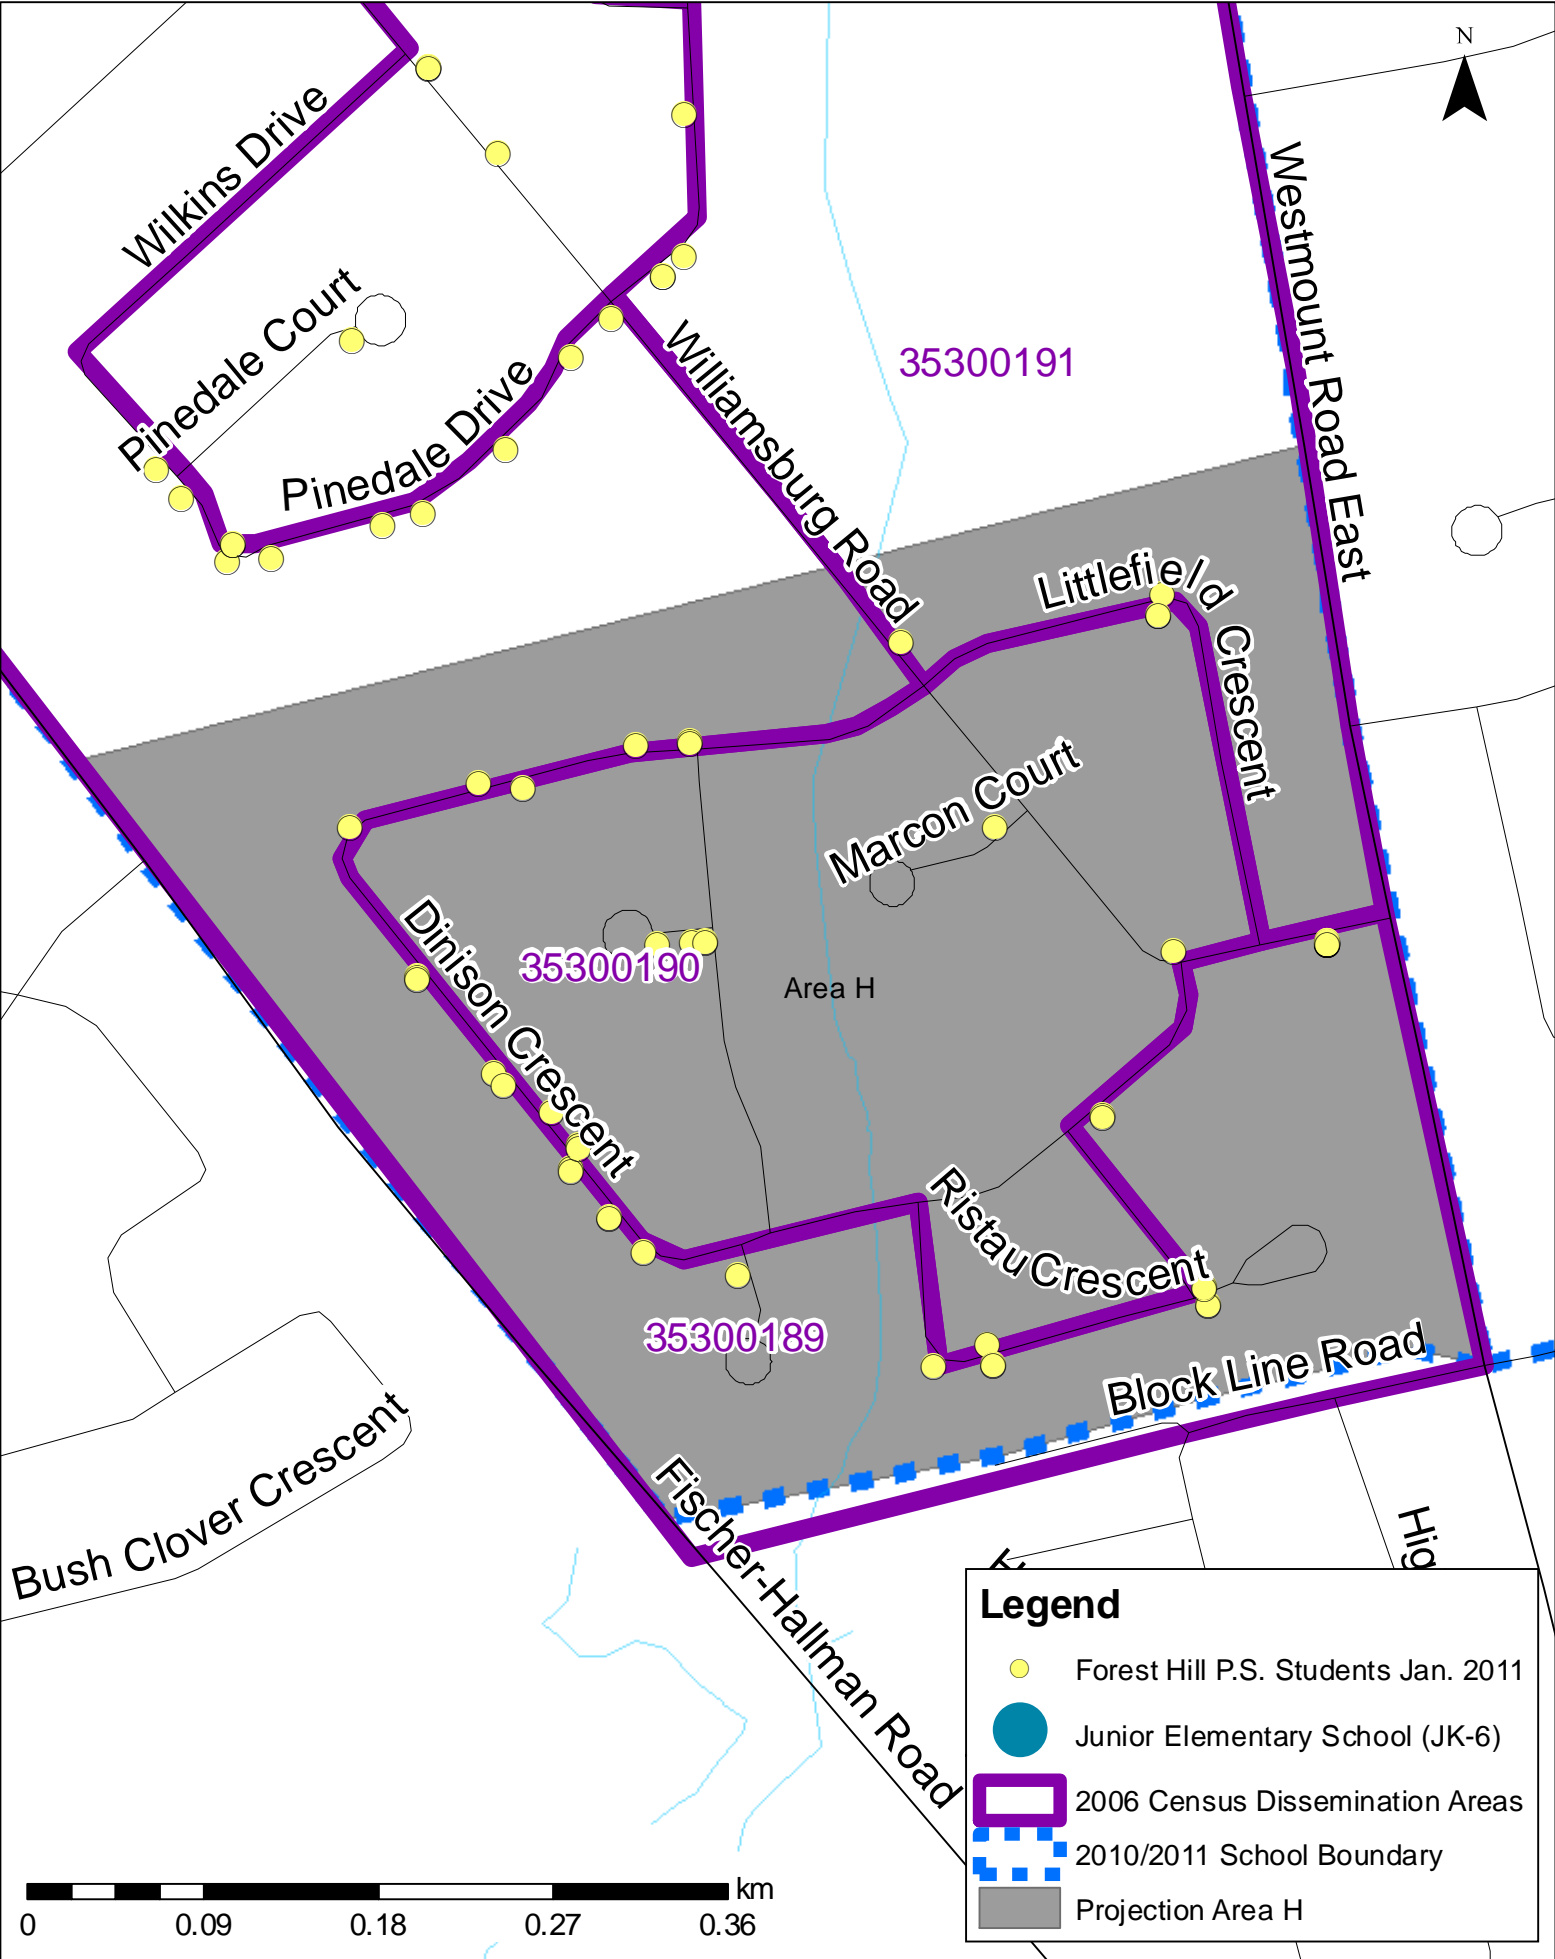 N
Wilkins Drive
Westmount Road East
Pinedale Court
Williamsburg Road
35300191
Pinedale Drive
Littlefield Crescent
Marcon Court
Dinison Crescent
35300190
Area H
Ristau Crescent
35300189
Block Line Road
Bush Clover Crescent
Fischer-Hallman Road
Hig
Legend
Forest Hill P.S. Students Jan. 2011
Junior Elementary School (JK-6)
2006 Census Dissemination Areas
2010/2011 School Boundary
Projection Area H
km
0 0.09 0.18 0.27 0.36